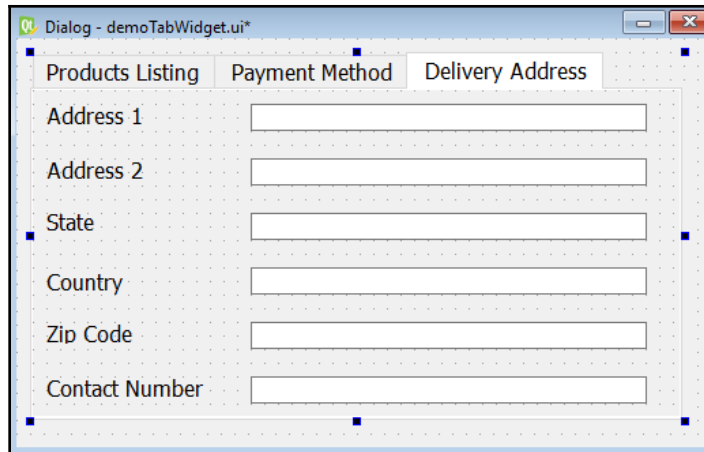 Dialog - demoTabWidget.ui*
Products Listing Payment Method Delivery Address
Address 1
Address 2
State
Country
Zip Code
Contact Number